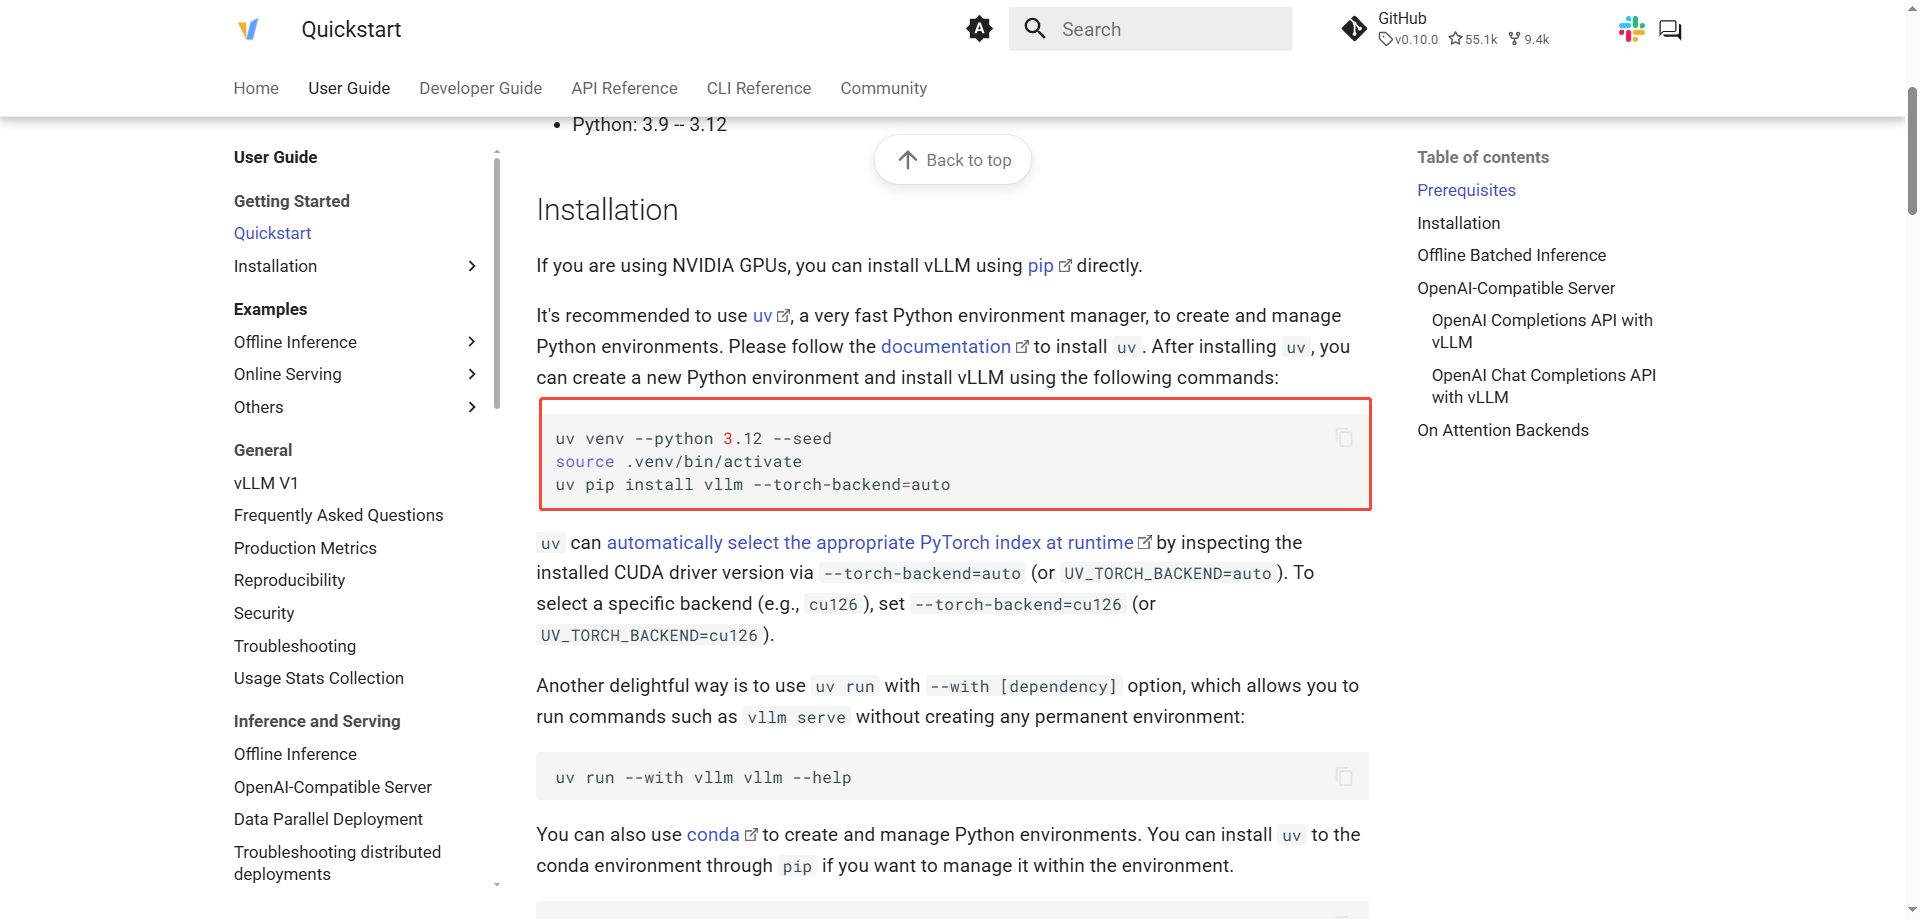 Quickstart
Search
GitHub
v0.10.0 55.1k 9.4k
Home User Guide Developer Guide API Reference CLI Reference Community
User Guide
Getting Started
Quickstart
Installation
Examples
Offline Inference
Online Serving
Others
General
vLLM V1
Frequently Asked Questions
Production Metrics
Reproducibility
Security
Troubleshooting
Usage Stats Collection
Inference and Serving
Offline Inference
OpenAI-Compatible Server
Data Parallel Deployment
Troubleshooting distributed
deployments
• Python: 3.9 -- 3.12
Back to top
Installation
If you are using NVIDIA GPUs, you can install vLLM using pip directly.
It's recommended to use uv, a very fast Python environment manager, to create and manage
Python environments. Please follow the documentation to install uv. After installing uv, you
can create a new Python environment and install vLLM using the following commands:
uv venv --python 3.12 --seed
source .venv/bin/activate
uv pip install vllm --torch-backend=auto
uv can automatically select the appropriate PyTorch index at runtime by inspecting the
installed CUDA driver version via --torch-backend=auto (or UV_TORCH_BACKEND=auto). To
select a specific backend (e.g., cu126), set --torch-backend=cu126 (or
UV_TORCH_BACKEND=cu126).
Another delightful way is to use uv run with --with [dependency] option, which allows you to
run commands such as vllm serve without creating any permanent environment:
uv run --with vllm vllm --help
You can also use conda to create and manage Python environments. You can install uv to the
conda environment through pip if you want to manage it within the environment.
Table of contents
Prerequisites
Installation
Offline Batched Inference
OpenAI-Compatible Server
OpenAI Completions API with
vLLM
OpenAI Chat Completions API
with vLLM
On Attention Backends